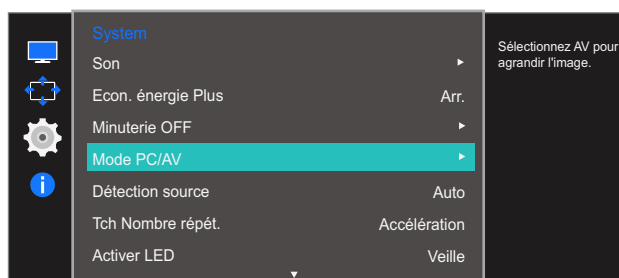 System
Son
Econ. énergie Plus Arr.
Minuterie OFF
Mode PC/AV
Détection source Auto
Tch Nombre répét. Accélération
Activer LED Veille
Sélectionnez AV pour
agrandir l'image.